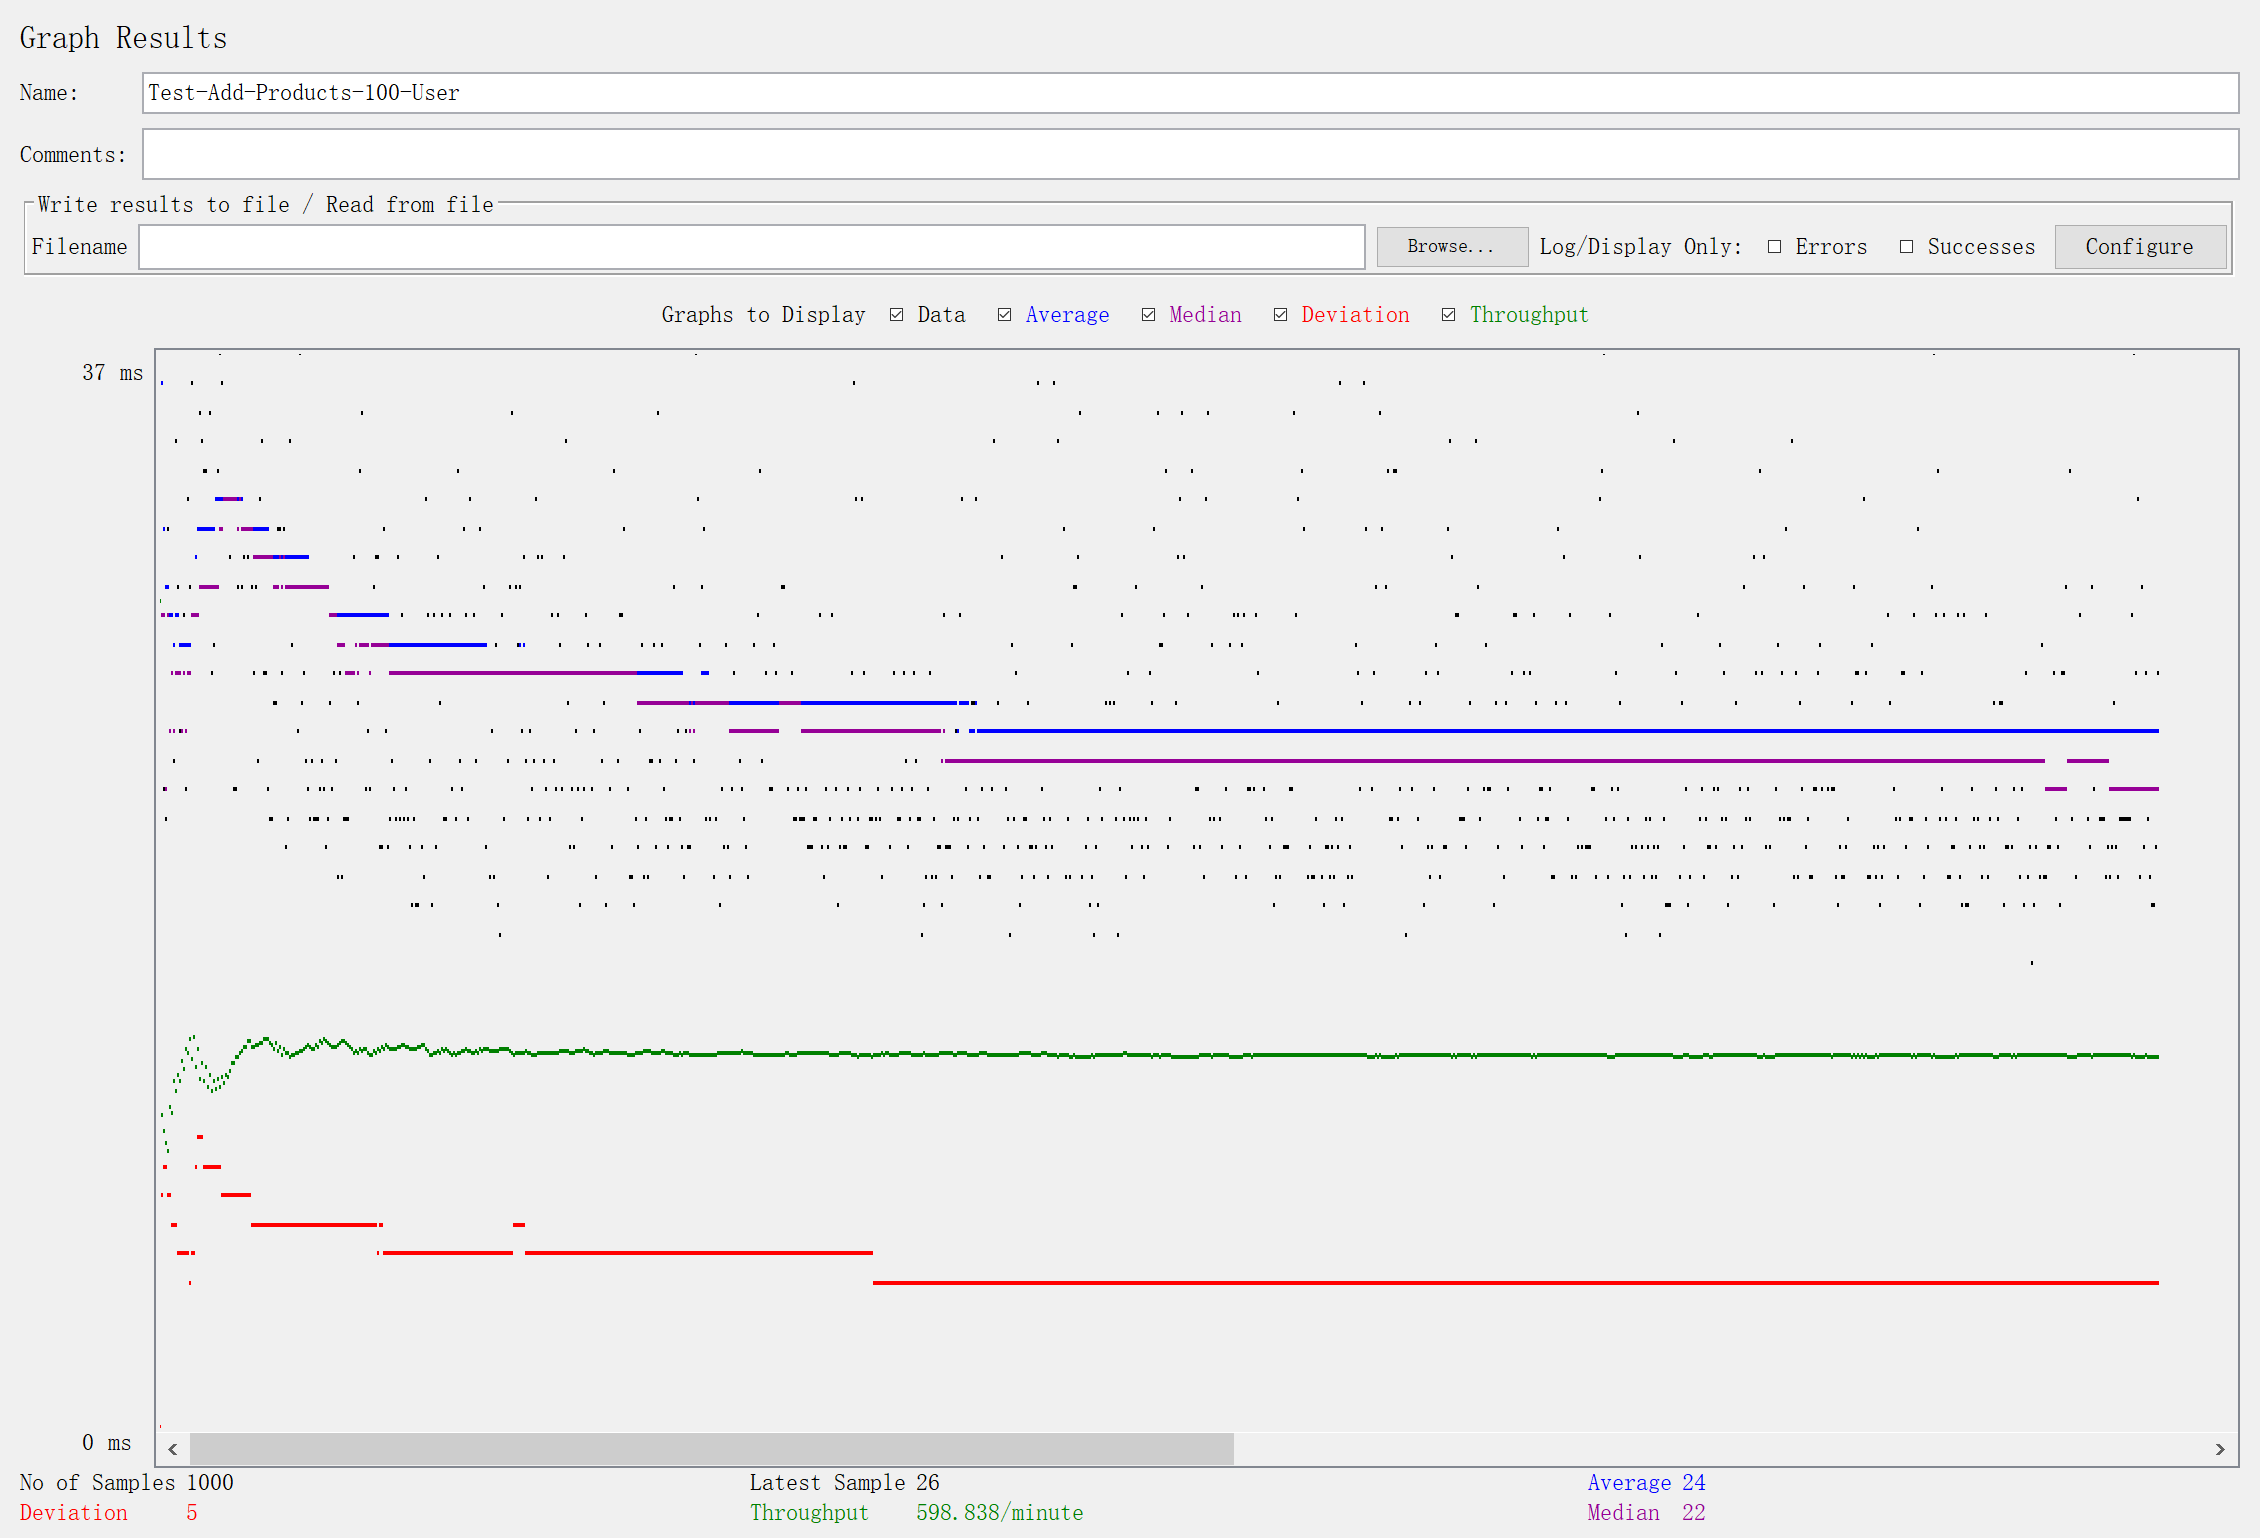 Graph Results
Name: Test-Add-Products-100-User
Comments:
Write results to file / Read from file
Filename Browse... Log/Display Only: Errors Successes Configure
Graphs to Display Data Average Median Deviation Throughput
37 ms
0 ms
No of Samples 1000 Latest Sample 26 Average 24
Deviation 5 Throughput 598.838/minute Median 22